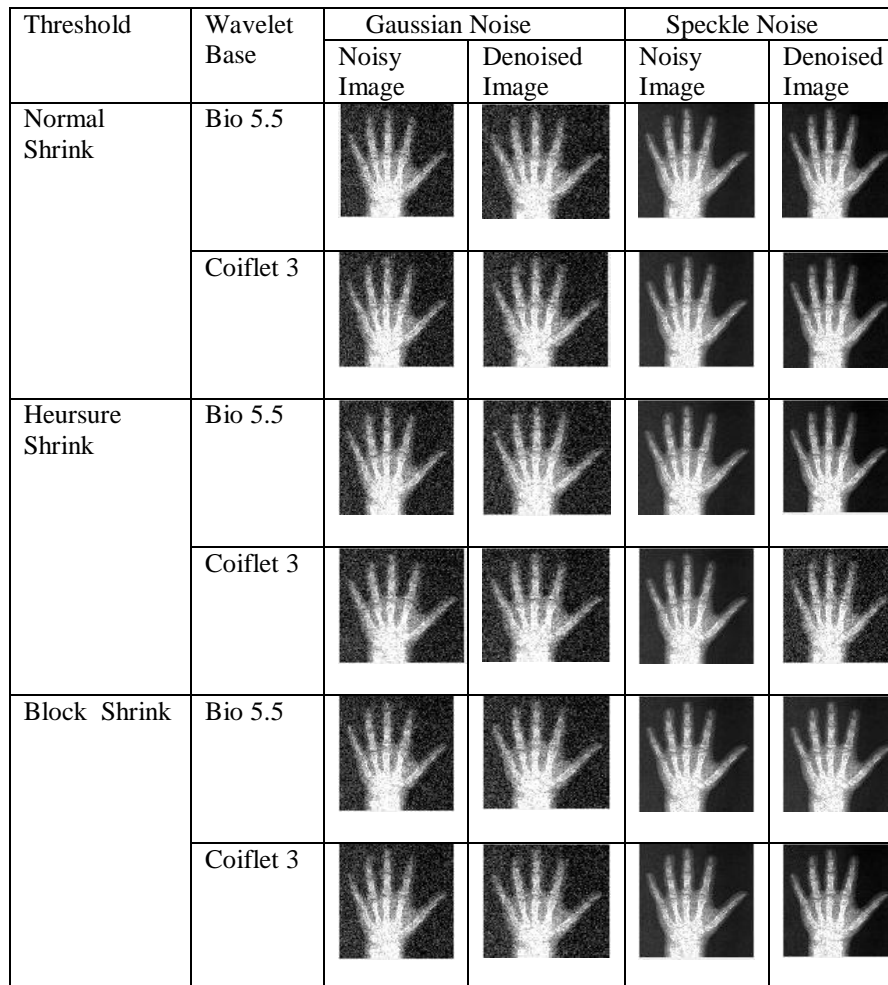 Threshold
Wavelet
Base
Gaussian Noise
Speckle Noise
Noisy
Image
Denoised
Image
Noisy
Image
Denoised
Image
Normal
Shrink
Bio 5.5
Coiflet 3
Heursure
Shrink
Bio 5.5
Coiflet 3
Block Shrink
Bio 5.5
Coiflet 3